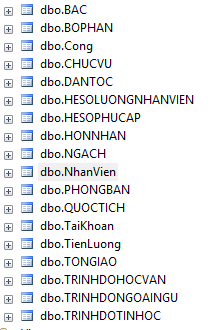 dbo.BAC
dbo.BOPHAN
dbo.Cong
dbo.CHUCVU
dbo.DANTOC
dbo.HESOLUONGNHANVIEN
dbo.HESOPHUCAP
dbo.HONNHAN
dbo.NGACH
dbo.NhanVien
dbo.PHONGBAN
dbo.QUOCTICH
dbo.TaiKhoan
dbo.TienLuong
dbo.TONGIAO
dbo.TRINHDOHOCVAN
dbo.TRINHDONGOAINGU
dbo.TRINHDOTINHOC